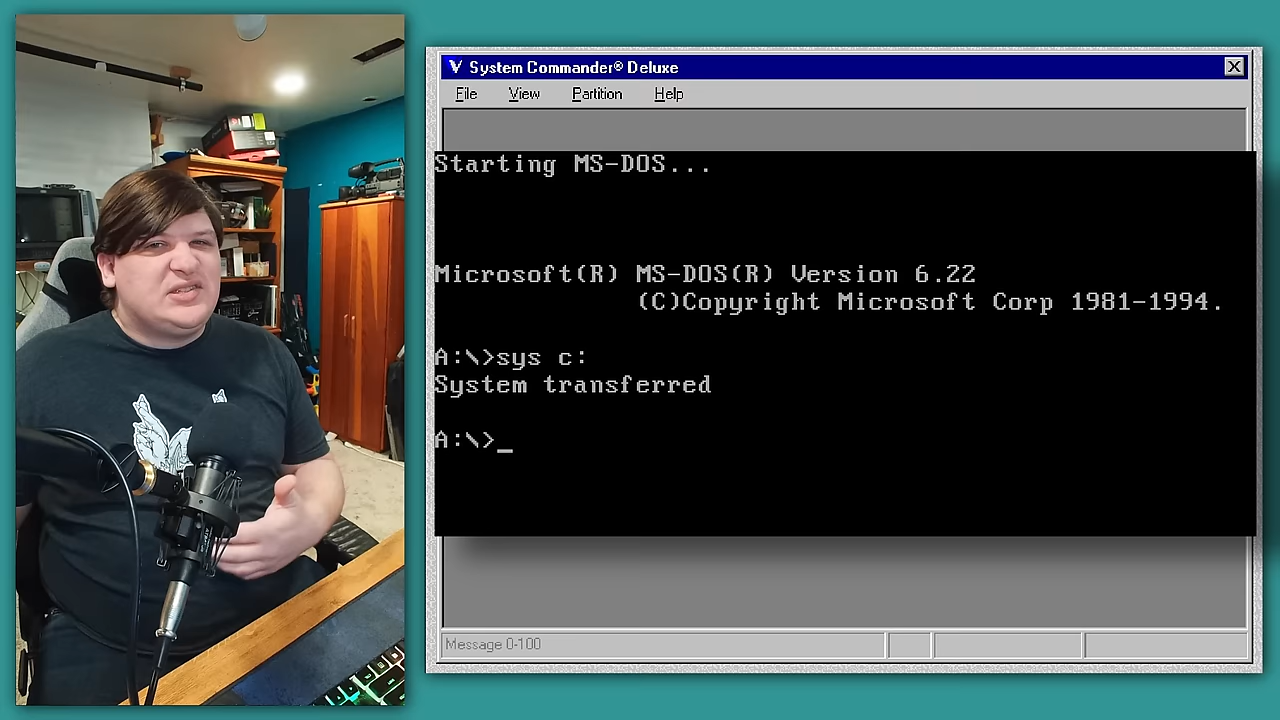 System Commander® Deluxe
File View Partition Help
Starting MS-DOS...
Microsoft(R) MS-DOS(R) Version 6.22
(C)Copyright Microsoft Corp 1981-1994.
A:\>sys c:
System transferred
A:\>_
Message 0-100